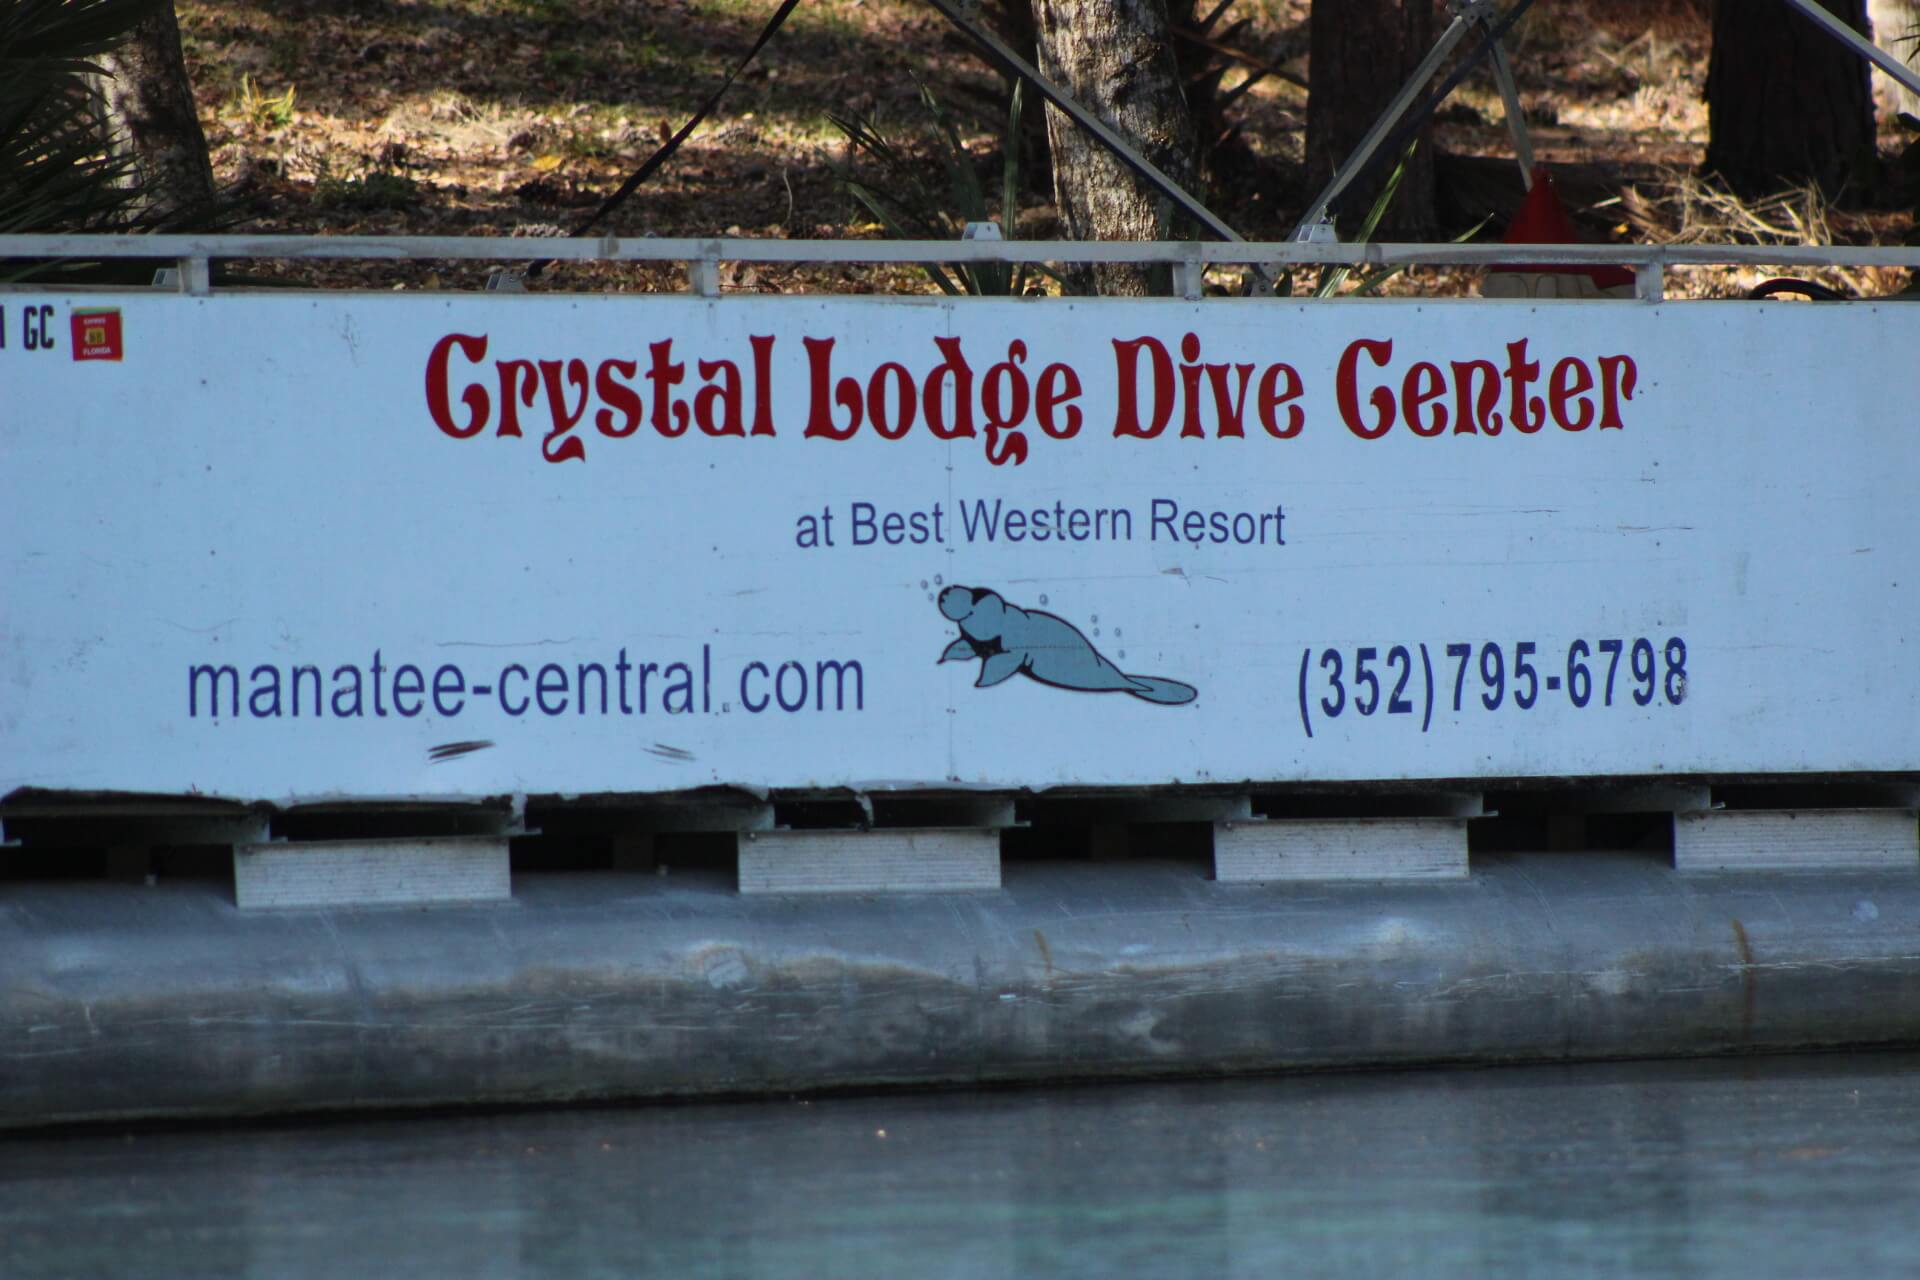 GC
FLORIDA
Crystal Lodge Dive Center
at Best Western Resort
manatee-central.com
(352)795-6798